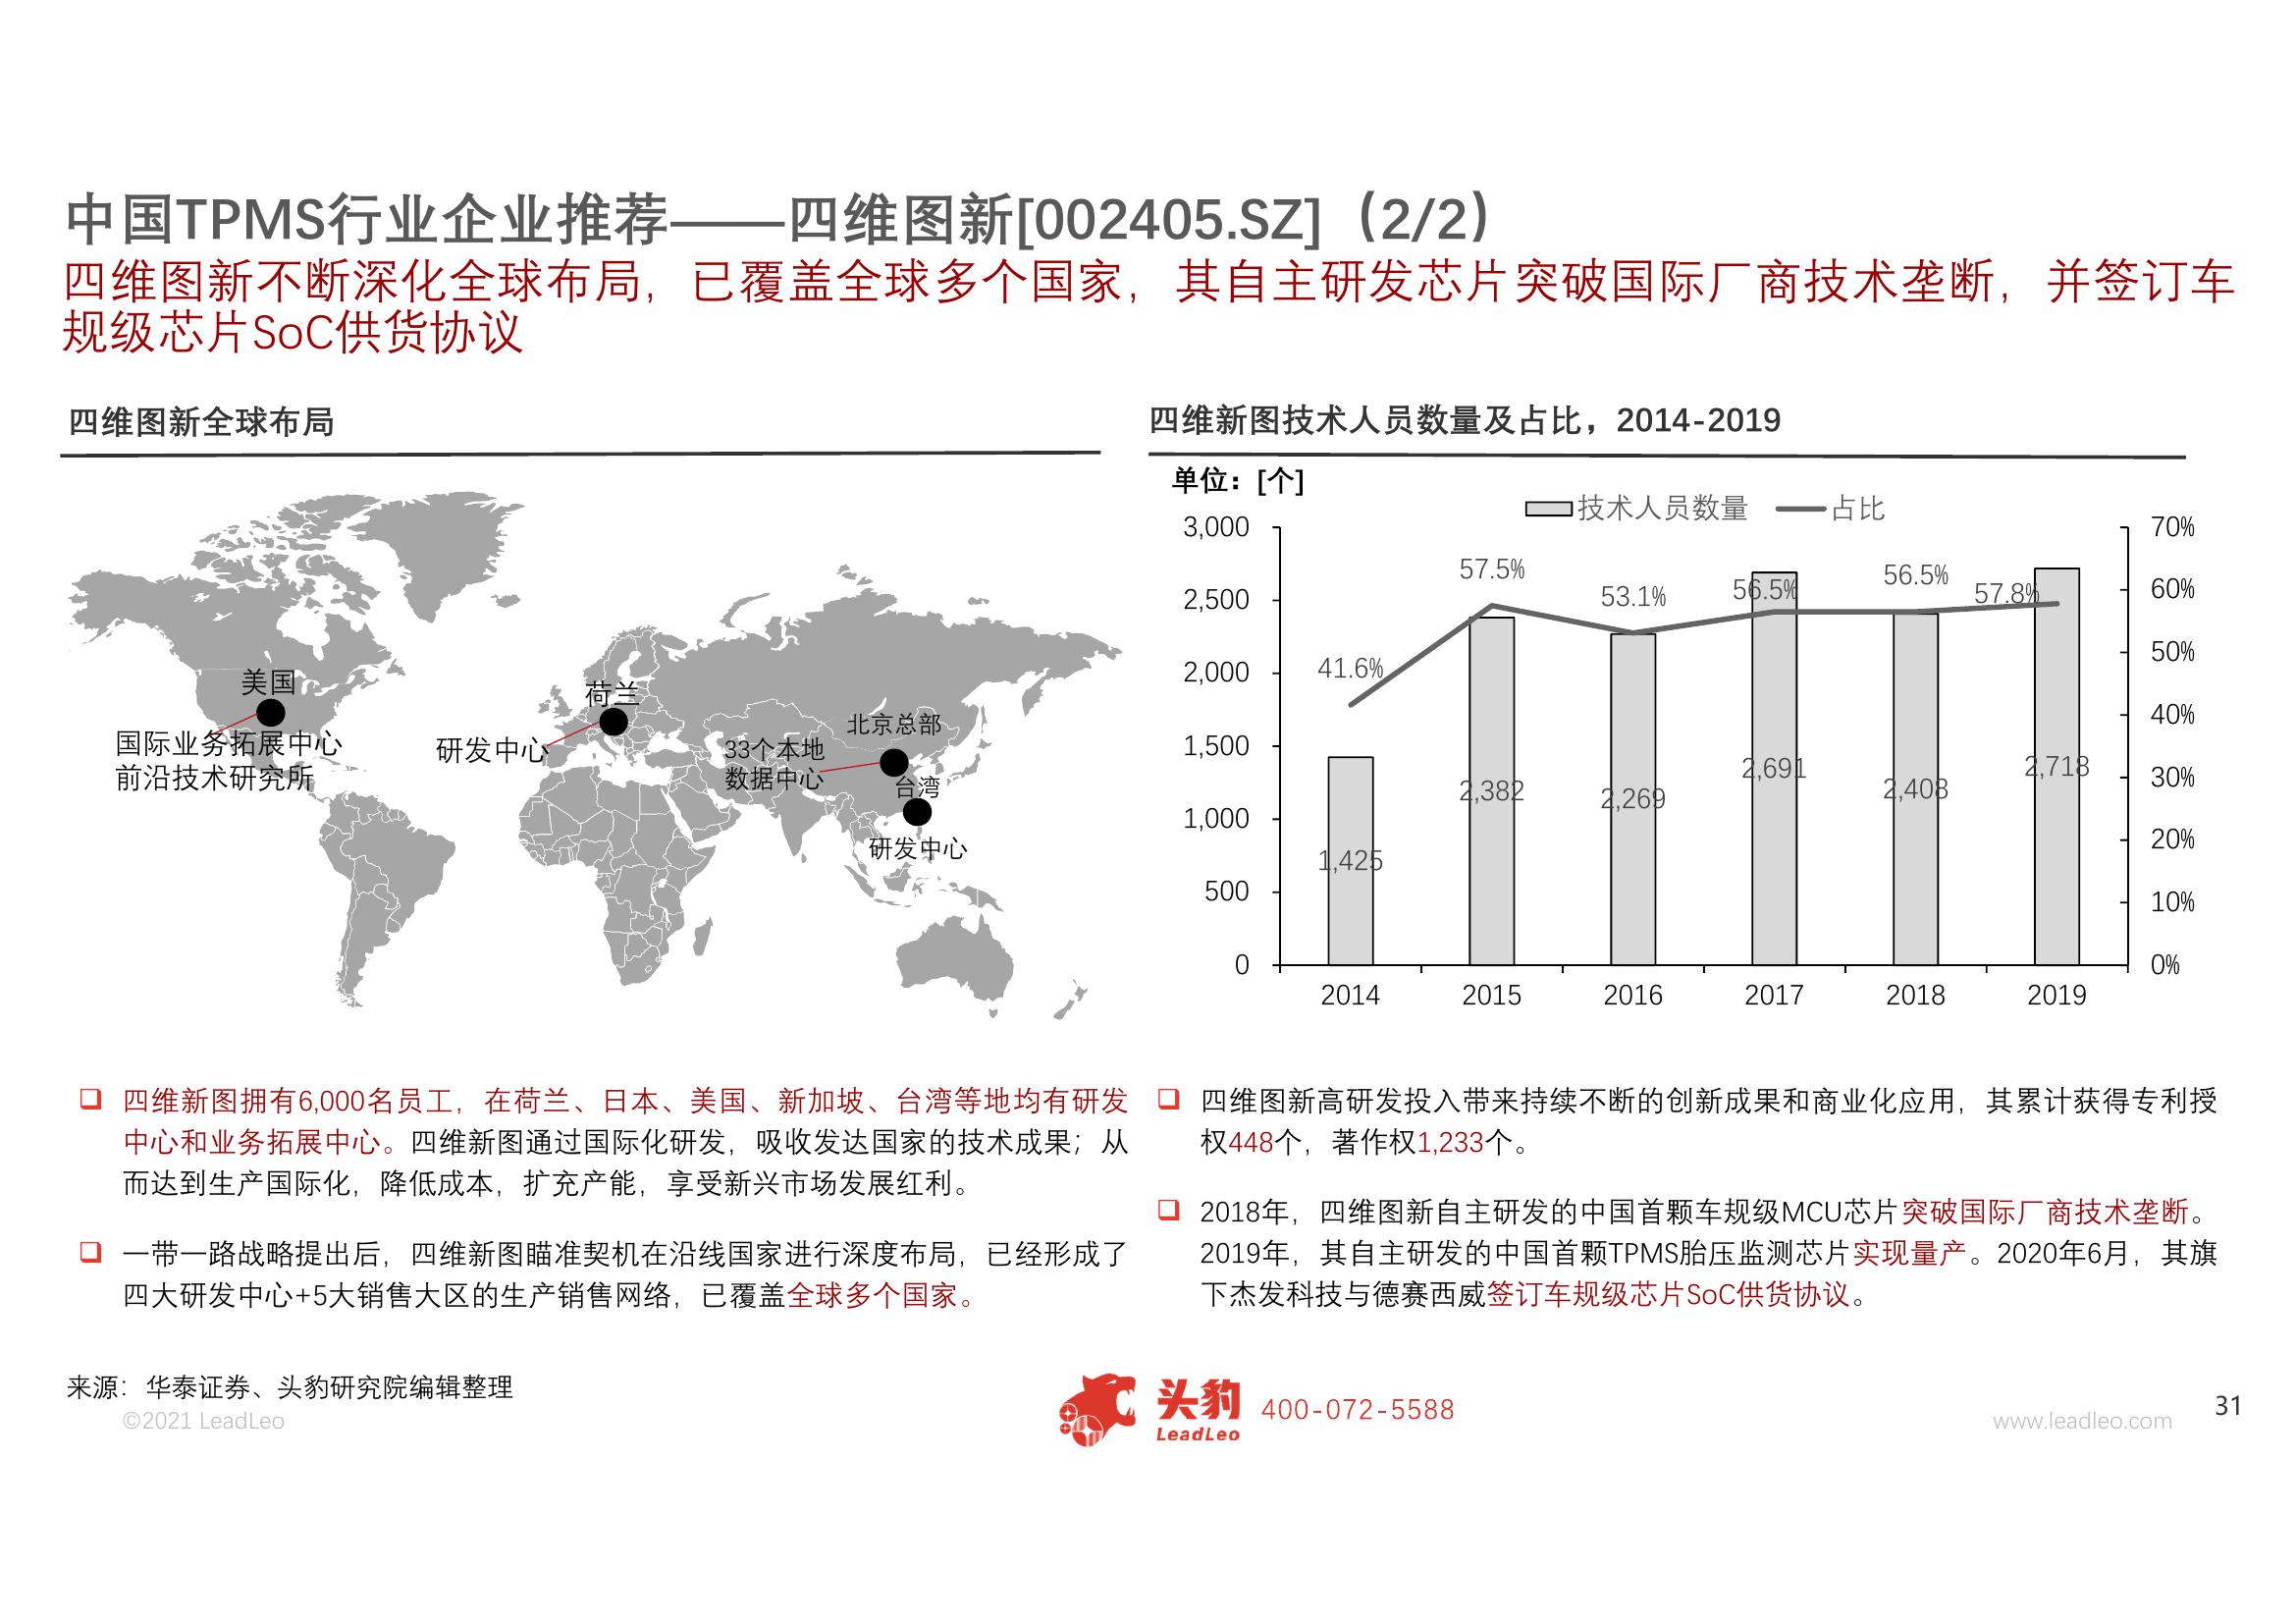 中国TPMS行业企业推荐——四维图新[002405.SZ]（2/2）
四维图新不断深化全球布局，已覆盖全球多个国家，其自主研发芯片突破国际厂商技术垄断，并签订车
规级芯片SoC供货协议
四维图新全球布局
美国
国际业务拓展中心
前沿技术研究所
荷兰
研发中心
北京总部
33个本地
数据中心
台湾
研发中心
四维新图技术人员数量及占比，2014-2019
单位：[个]
技术人员数量 占比
3,000
2,500
2,000
1,500
1,000
500
0
70%
60%
50%
40%
30%
20%
10%
0%
41.6%
57.5%
53.1%
56.5%
56.5%
57.8%
1,425
2,382
2,269
2,691
2,408
2,718
2014 2015 2016 2017 2018 2019
❑ 四维新图拥有6,000名员工，在荷兰、日本、美国、新加坡、台湾等地均有研发
中心和业务拓展中心。四维新图通过国际化研发，吸收发达国家的技术成果；从
而达到生产国际化，降低成本，扩充产能，享受新兴市场发展红利。
❑ 一带一路战略提出后，四维新图瞄准契机在沿线国家进行深度布局，已经形成了
四大研发中心+5大销售大区的生产销售网络，已覆盖全球多个国家。
❑ 四维图新高研发投入带来持续不断的创新成果和商业化应用，其累计获得专利授
权448个，著作权1,233个。
❑ 2018年，四维图新自主研发的中国首颗车规级MCU芯片突破国际厂商技术垄断。
2019年，其自主研发的中国首颗TPMS胎压监测芯片实现量产。2020年6月，其旗
下杰发科技与德赛西威签订车规级芯片SoC供货协议。
来源：华泰证券、头豹研究院编辑整理
©2021 LeadLeo
头豹
LeadLeo
400-072-5588
www.leadleo.com
31